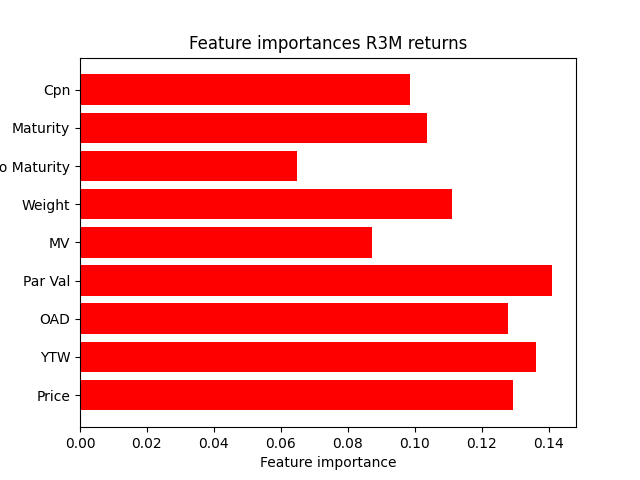 Feature importances R3M returns
Cpn
Maturity
o Maturity
Weight
MV
Par Val
OAD
YTW
Price
0.00 0.02 0.04 0.06 0.08 0.10 0.12 0.14
Feature importance